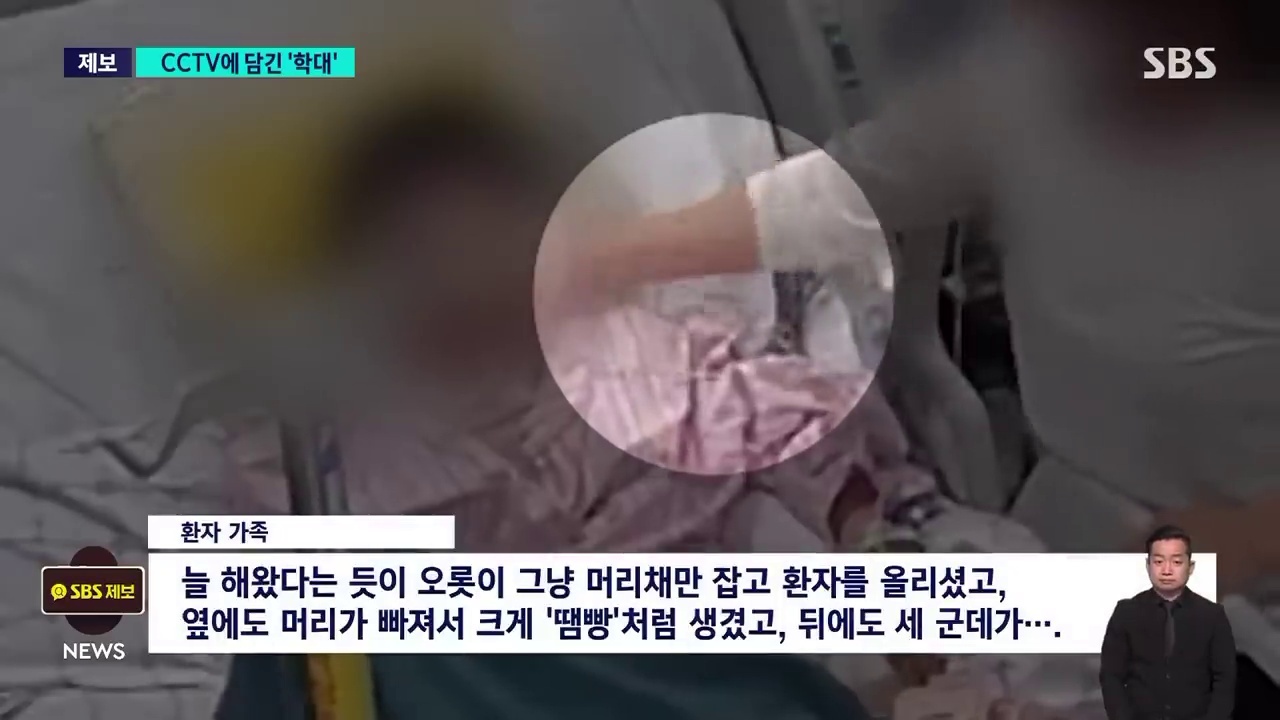 제보 CCTV에 담긴 '학대'
SBS
환자 가족
늘 해왔다는 듯이 오롯이 그냥 머리채만 잡고 환자를 올리셨고,
옆에도 머리가 빠져서 크게 '땜빵'처럼 생겼고, 뒤에도 세 군데가….
SBS 제보
NEWS